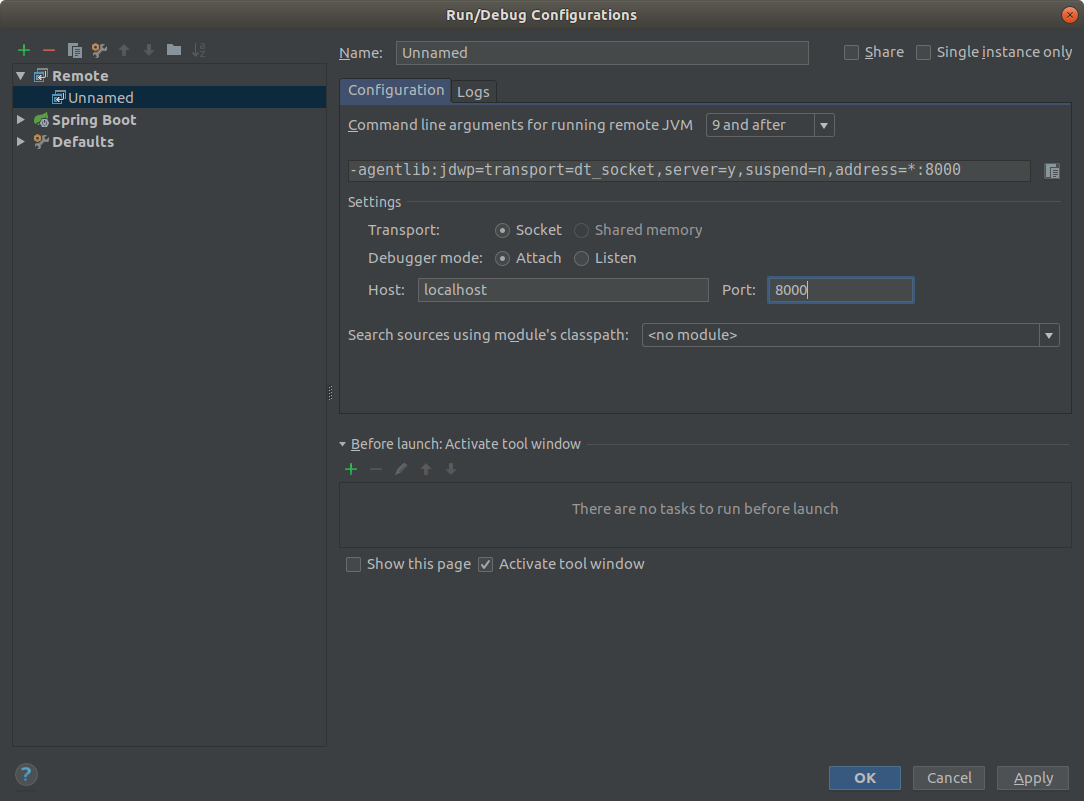 Run/Debug Configurations
Name: Unnamed Share Single instance only
Remote
Unnamed
Spring Boot
Defaults
Configuration Logs
Command line arguments for running remote JVM 9 and after
-agentlib:jdwp=transport=dt_socket,server=y,suspend=n,address=*:8000
Settings
Transport: Socket Shared memory
Debugger mode: Attach Listen
Host: localhost Port: 8000
Search sources using module's classpath: <no module>
Before launch: Activate tool window
There are no tasks to run before launch
Show this page Activate tool window
? OK Cancel Apply